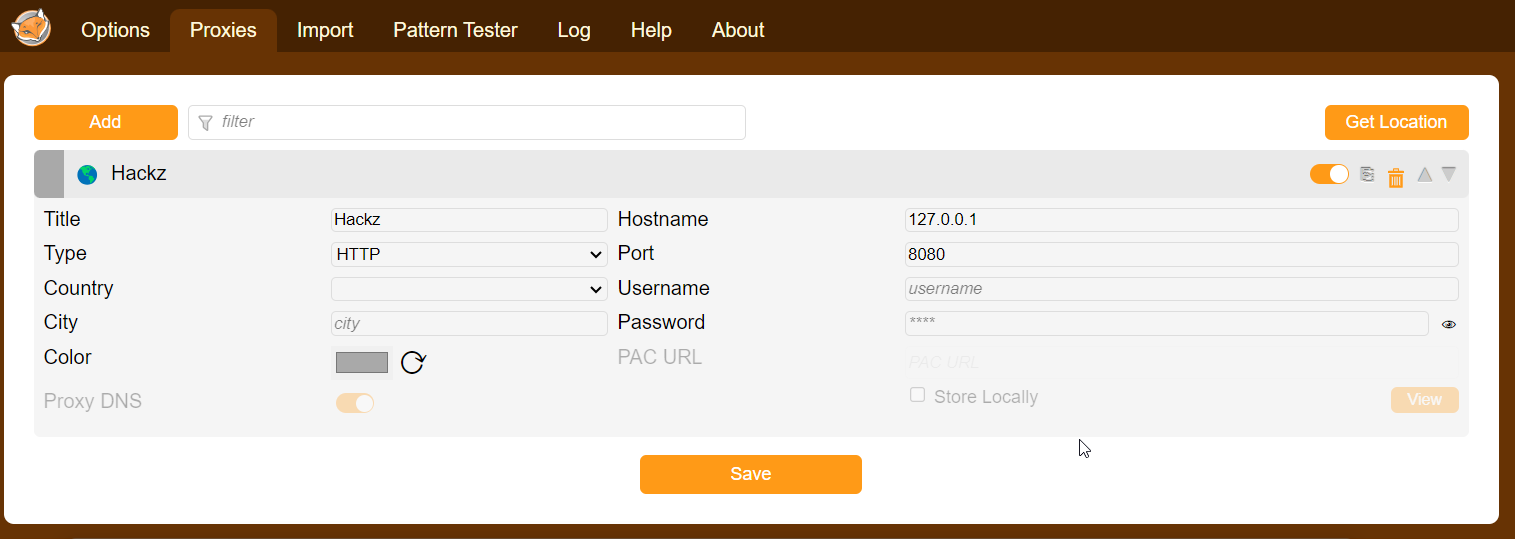 Options Proxies Import Pattern Tester Log Help About
Add filter Get Location
Hackz
Title Hackz Hostname 127.0.0.1
Type HTTP Port 8080
Country Username username
City city Password ****
Color PAC URL PAC URL
Proxy DNS Store Locally View
Save